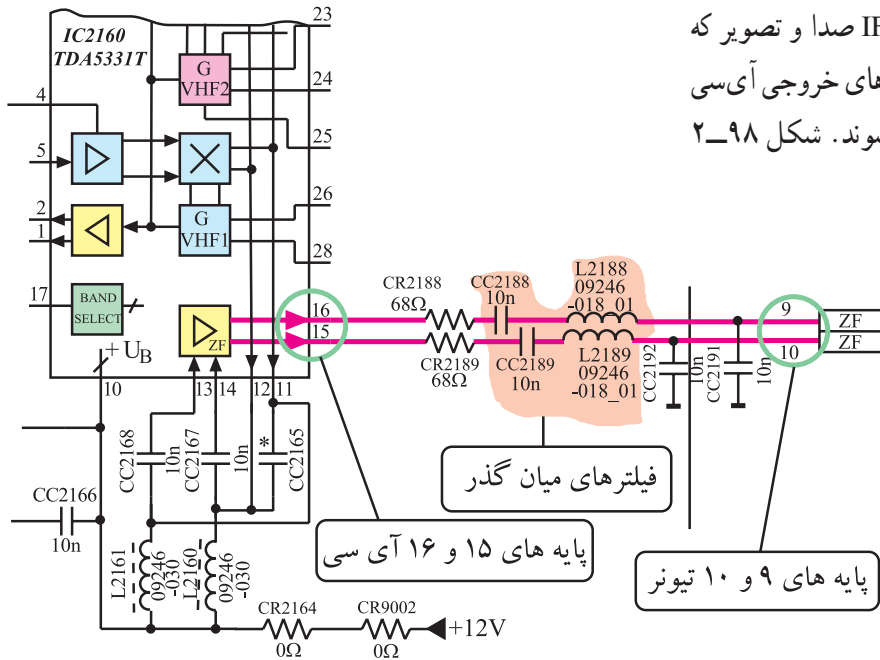 IF صدا و تصویر که
های خروجی آی‌سی
شوند. شکل ۹۸ــ۲
IC2160
TDA5331T
23
24
25
26
28
4
5
2
1
17
G
VHF2
G
VHF1
BAND
SELECT
+U_B
10
ZF
13
14
12
11
16
15
CR2188
68Ω
CR2189
68Ω
CC2188
10n
CC2189
10n
L2188
09246
-018_01
L2189
09246
-018_01
CC2192
10n
CC2191
10n
9
10
ZF
ZF
CC2168
10n
CC2167
10n
*
CC2165
CC2166
10n
L2161
09246
-030
L2160
09246
-030
CR2164
0Ω
CR9002
0Ω
+12V
فیلترهای میان گذر
پایه های ۱۵ و ۱۶ آی سی
پایه های ۹ و ۱۰ تیونر